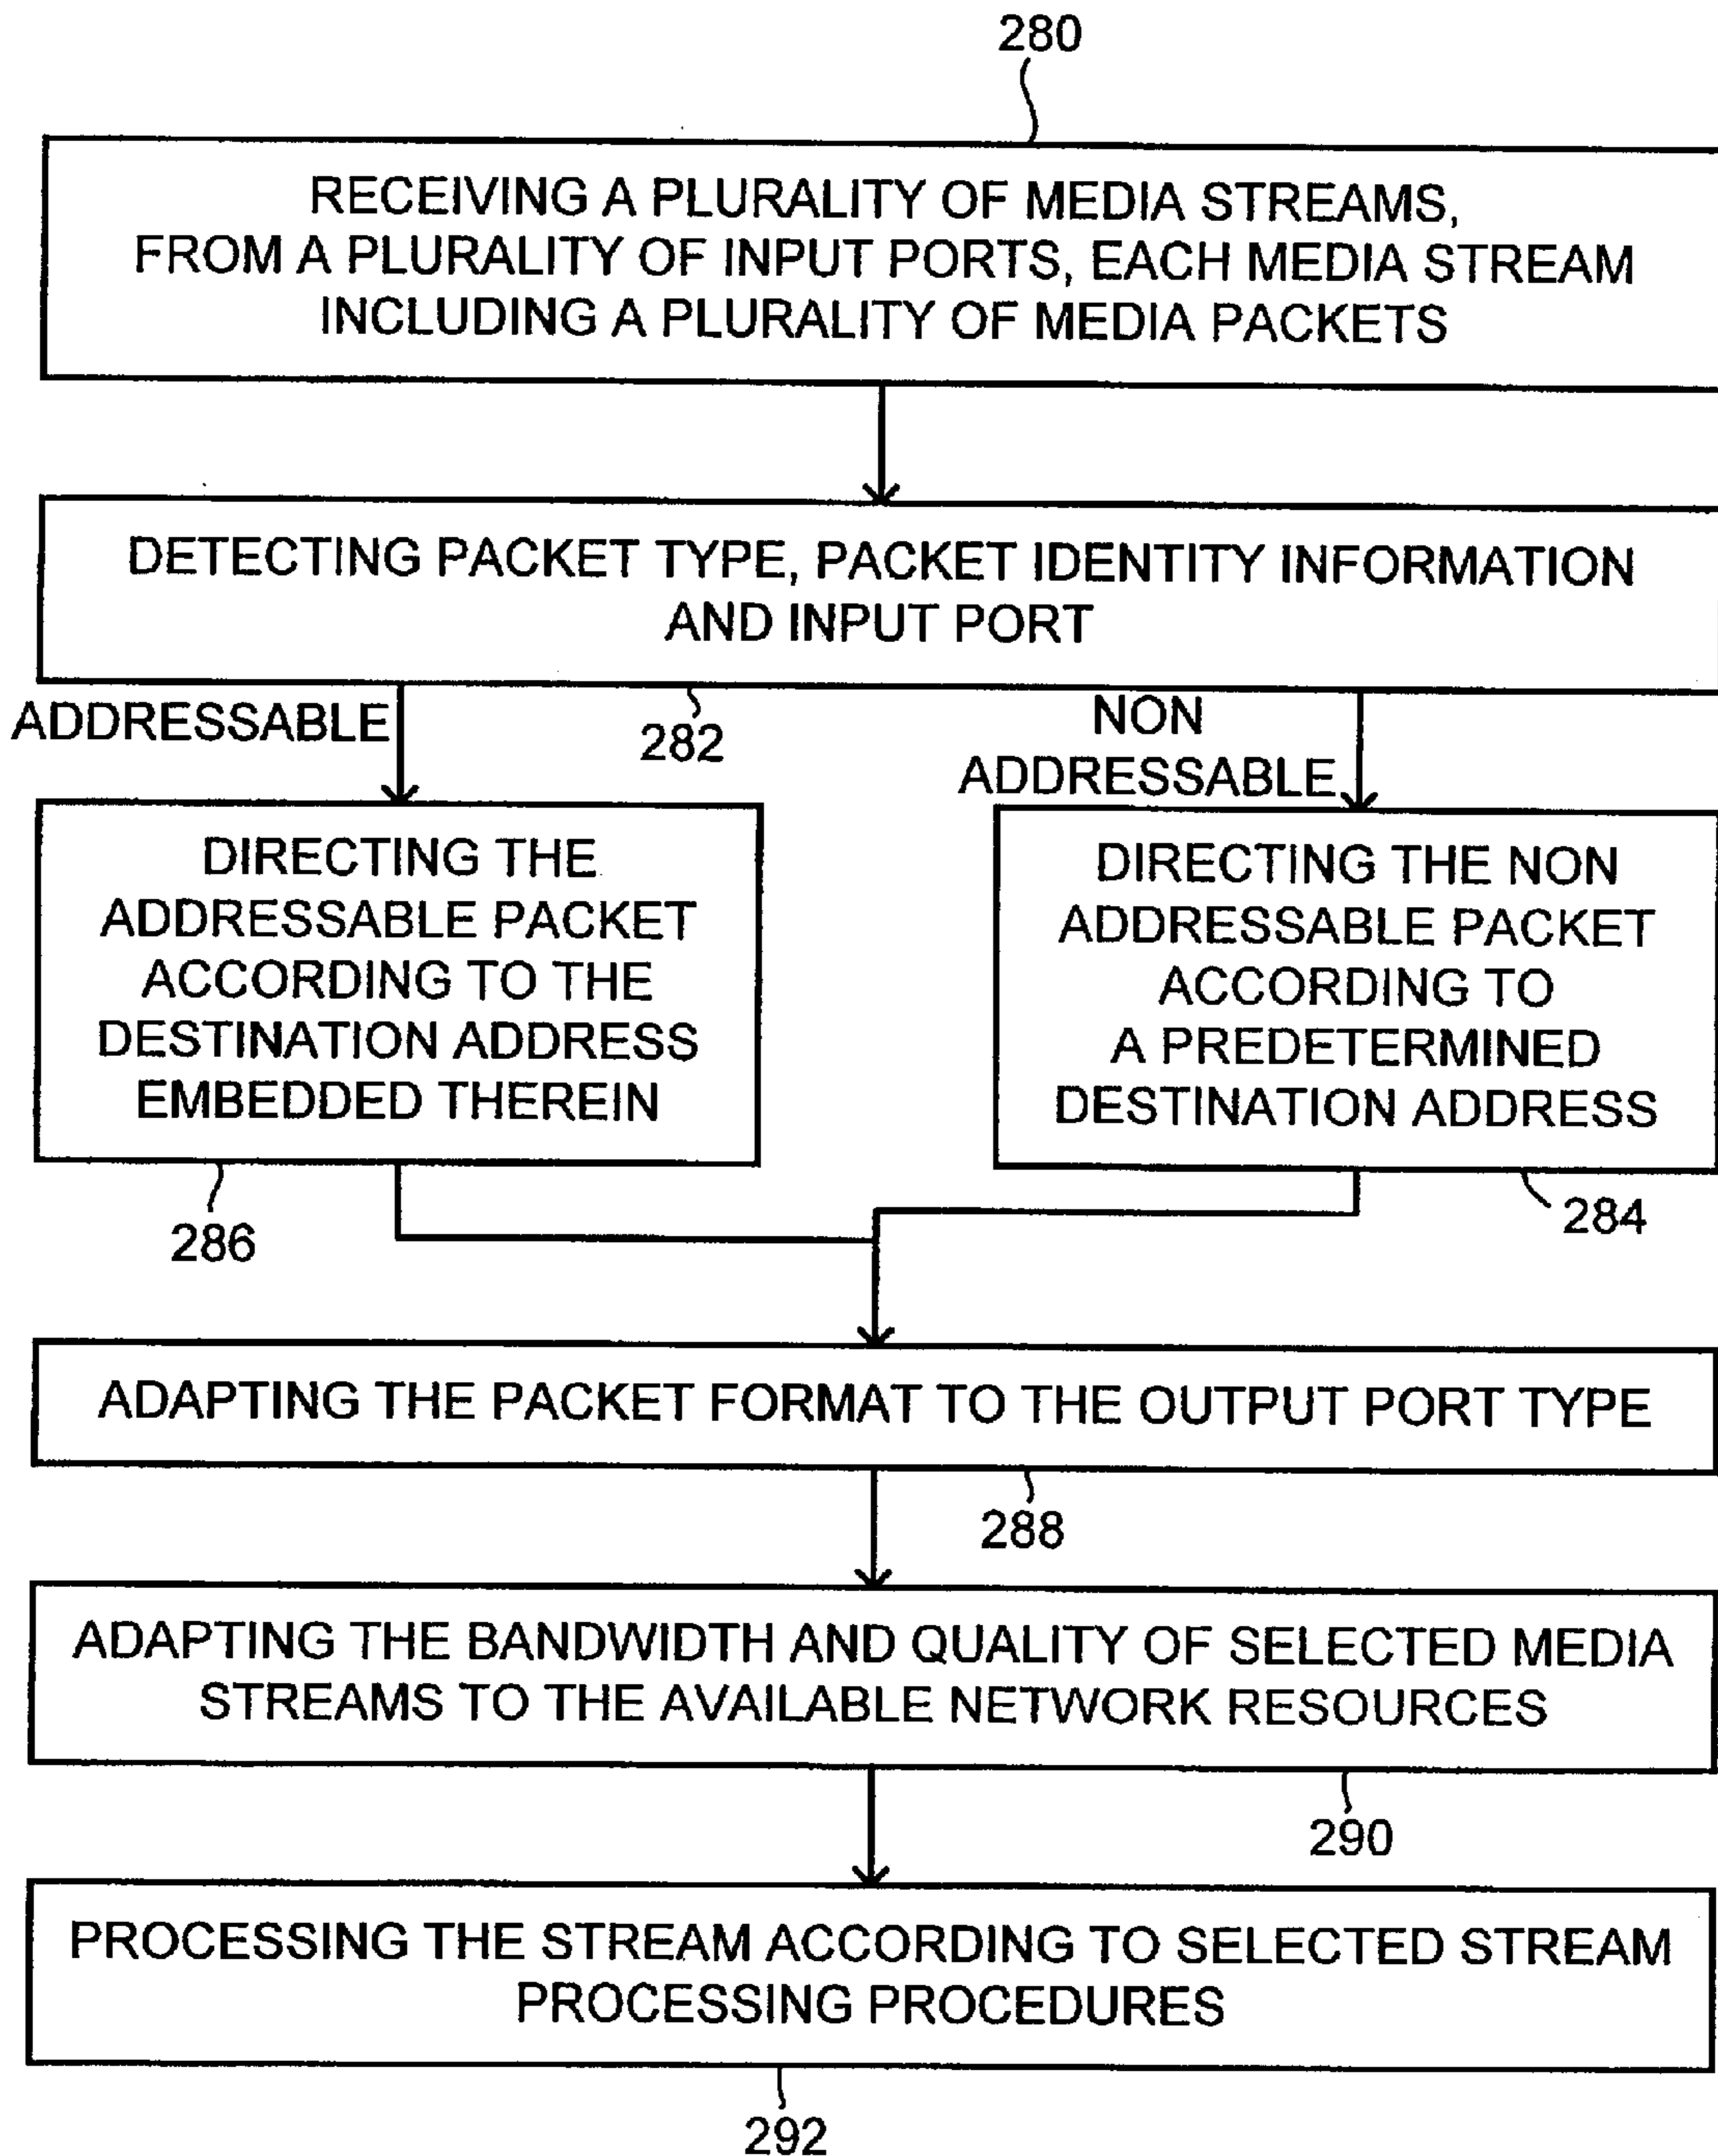 280
RECEIVING A PLURALITY OF MEDIA STREAMS,
FROM A PLURALITY OF INPUT PORTS, EACH MEDIA STREAM
INCLUDING A PLURALITY OF MEDIA PACKETS
DETECTING PACKET TYPE, PACKET IDENTITY INFORMATION
AND INPUT PORT
282
ADDRESSABLE
NON
ADDRESSABLE
DIRECTING THE
ADDRESSABLE PACKET
ACCORDING TO THE
DESTINATION ADDRESS
EMBEDDED THEREIN
286
DIRECTING THE NON
ADDRESSABLE PACKET
ACCORDING TO
A PREDETERMINED
DESTINATION ADDRESS
284
ADAPTING THE PACKET FORMAT TO THE OUTPUT PORT TYPE
288
ADAPTING THE BANDWIDTH AND QUALITY OF SELECTED MEDIA
STREAMS TO THE AVAILABLE NETWORK RESOURCES
290
PROCESSING THE STREAM ACCORDING TO SELECTED STREAM
PROCESSING PROCEDURES
292